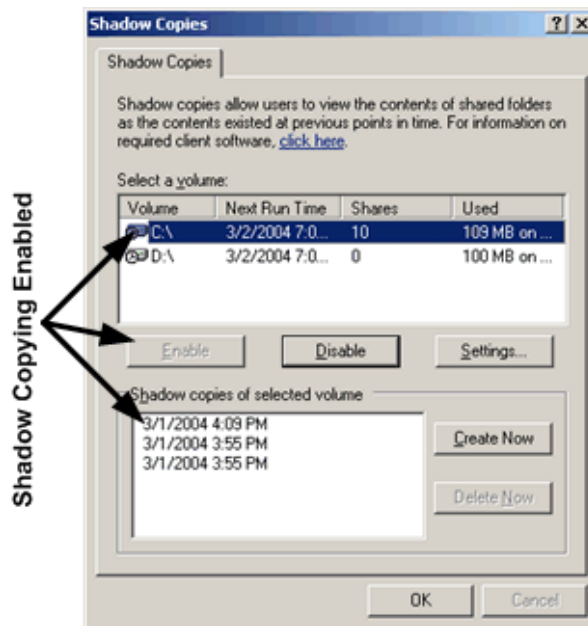 Shadow Copies
Shadow Copies
Shadow copies allow users to view the contents of shared folders
as the contents existed at previous points in time. For information on
required client software, click here.
Select a volume:
Volume Next Run Time Shares Used
C:\ 3/2/2004 7:0... 10 109 MB on ...
D:\ 3/2/2004 7:0... 0 100 MB on ...
Enable Disable Settings...
Shadow copies of selected volume
3/1/2004 4:09 PM
3/1/2004 3:55 PM
3/1/2004 3:55 PM
Create Now
Delete Now
OK Cancel
Shadow Copying Enabled